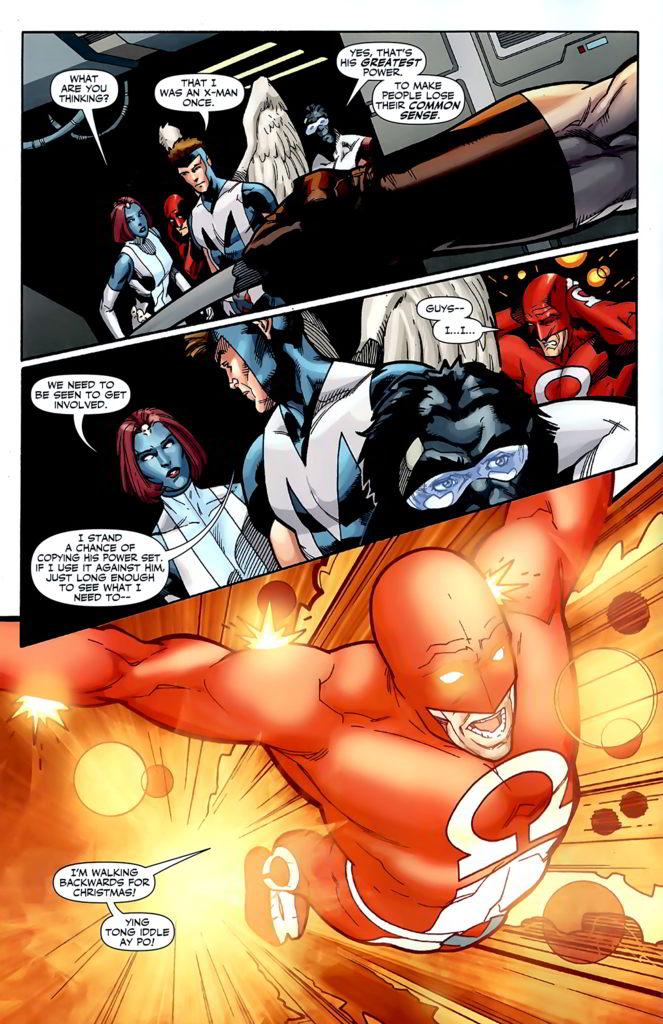 WHAT
ARE YOU
THINKING?
THAT I
WAS AN X-MAN
ONCE.
YES, THAT'S
HIS GREATEST
POWER.
TO MAKE
PEOPLE LOSE
THEIR COMMON
SENSE.
M
GUYS--
I...I...
Ω
WE NEED TO
BE SEEN TO GET
INVOLVED.
M
I STAND
A CHANCE OF
COPYING HIS POWER SET.
IF I USE IT AGAINST HIM,
JUST LONG ENOUGH
TO SEE WHAT I
NEED TO--
Ω
Ω
I'M WALKING
BACKWARDS FOR
CHRISTMAS!
YING
TONG IDDLE
AY PO!